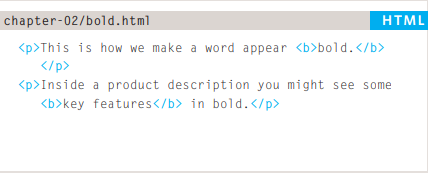 chapter-02/bold.html HTML
<p>This is how we make a word appear <b>bold.</b>
</p>
<p>Inside a product description you might see some
<b>key features</b> in bold.</p>